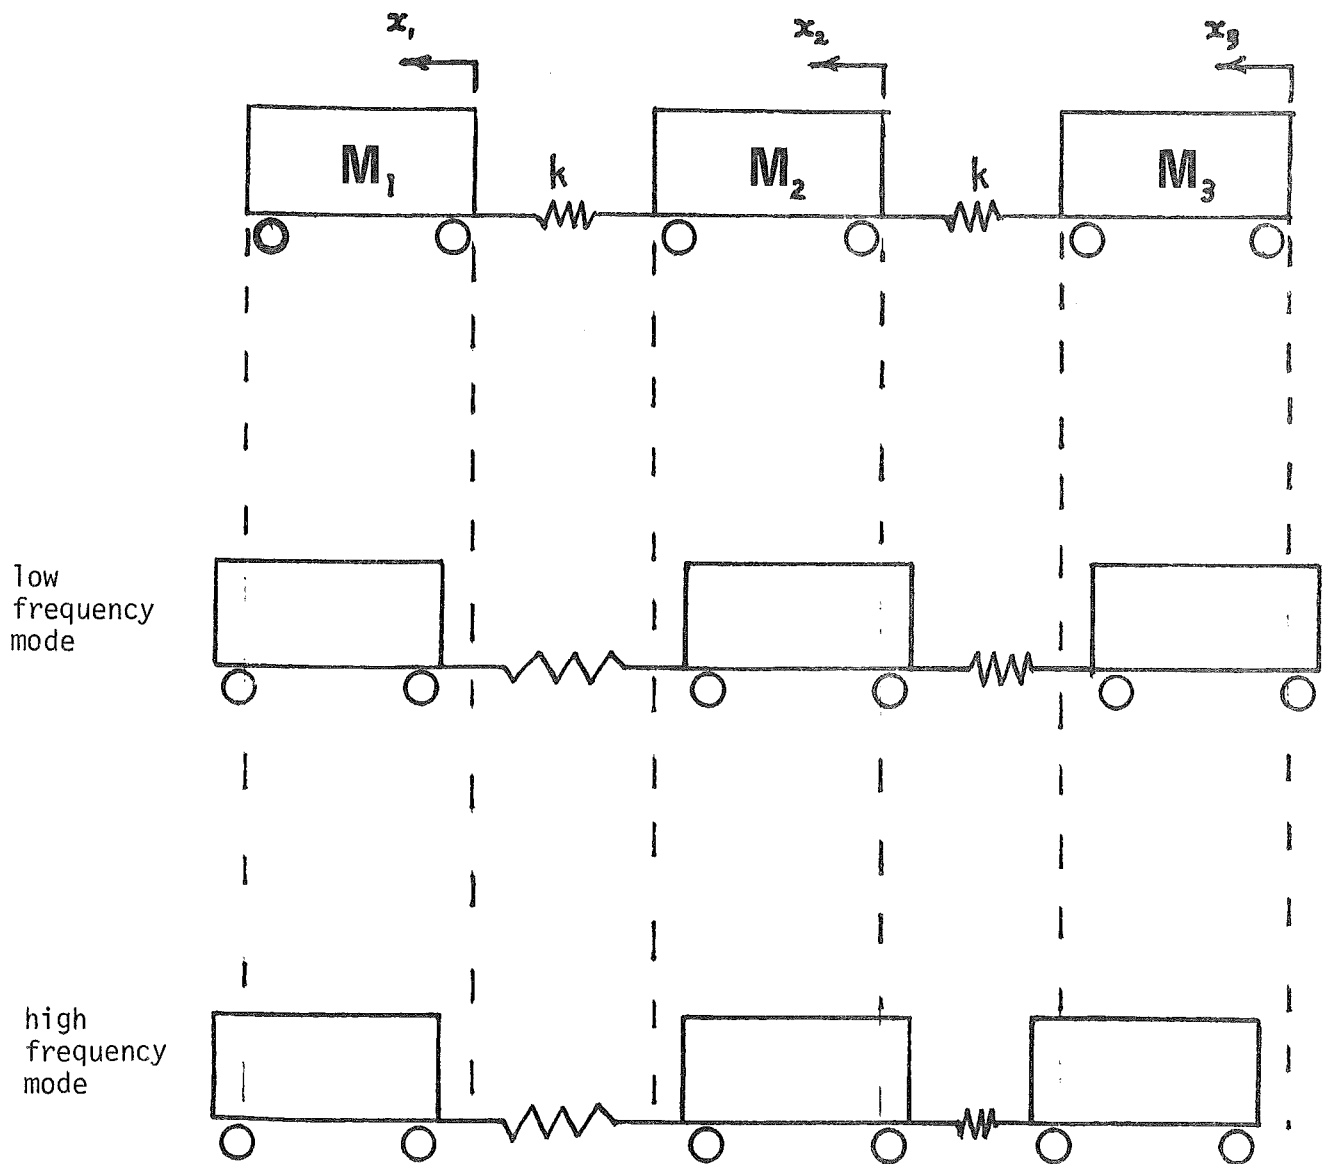 x₁ x₂ x₃
M₁ k M₂ k M₃
low
frequency
mode
high
frequency
mode